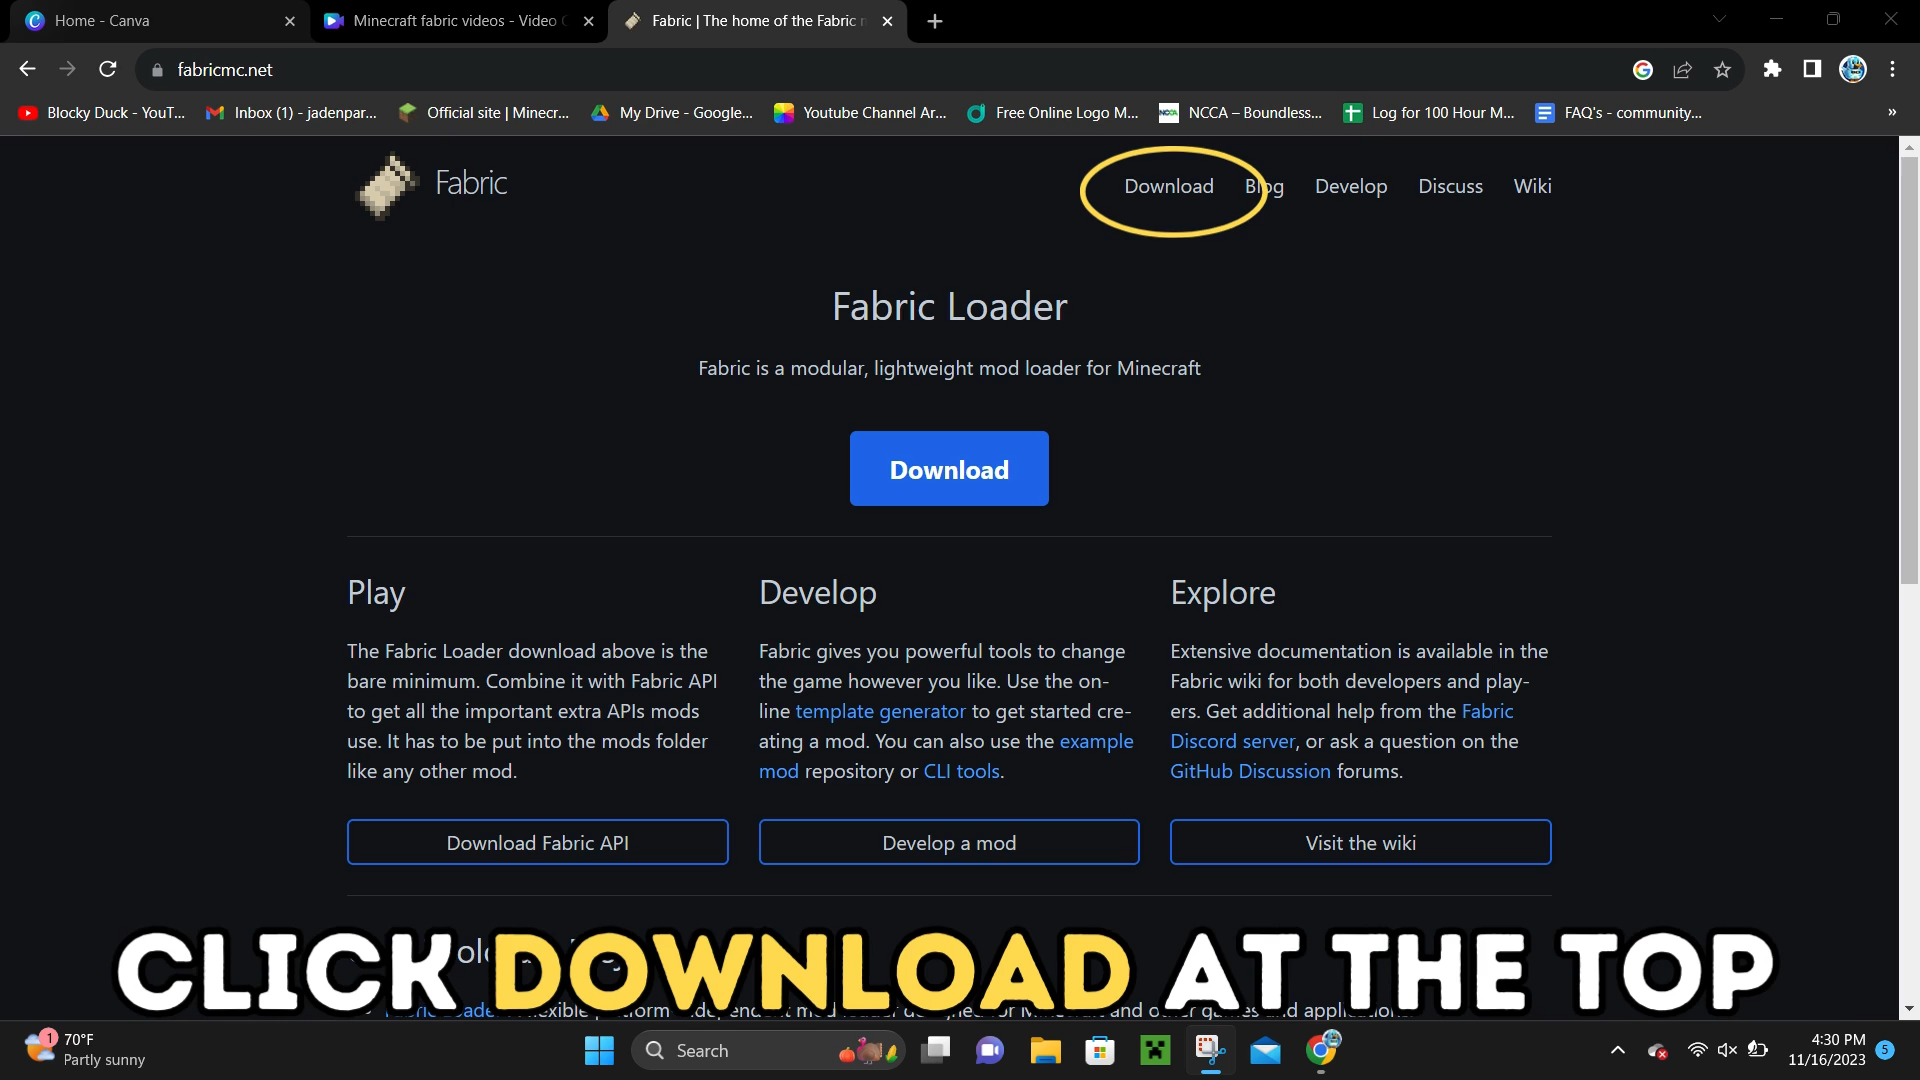 Home - Canva
Minecraft fabric videos - Video
Fabric | The home of the Fabric
fabricmc.net
Blocky Duck - YouT...
Inbox (1) - jadenpar...
Official site | Minecr...
My Drive - Google...
Youtube Channel Ar...
Free Online Logo M...
NCCA – Boundless...
Log for 100 Hour M...
FAQ's - community...
»
Fabric
Download
Blog
Develop
Discuss
Wiki
Fabric Loader
Fabric is a modular, lightweight mod loader for Minecraft
Download
Play
The Fabric Loader download above is the
bare minimum. Combine it with Fabric API
to get all the important extra APIs mods
use. It has to be put into the mods folder
like any other mod.
Download Fabric API
Develop
Fabric gives you powerful tools to change
the game however you like. Use the on-
line template generator to get started cre-
ating a mod. You can also use the example
mod repository or CLI tools.
Develop a mod
Explore
Extensive documentation is available in the
Fabric wiki for both developers and play-
ers. Get additional help from the Fabric
Discord server, or ask a question on the
GitHub Discussion forums.
Visit the wiki
CLICK DOWNLOAD AT THE TOP
and other games and applications.
1
70°F
Partly sunny
Search
4:30 PM
11/16/2023
5